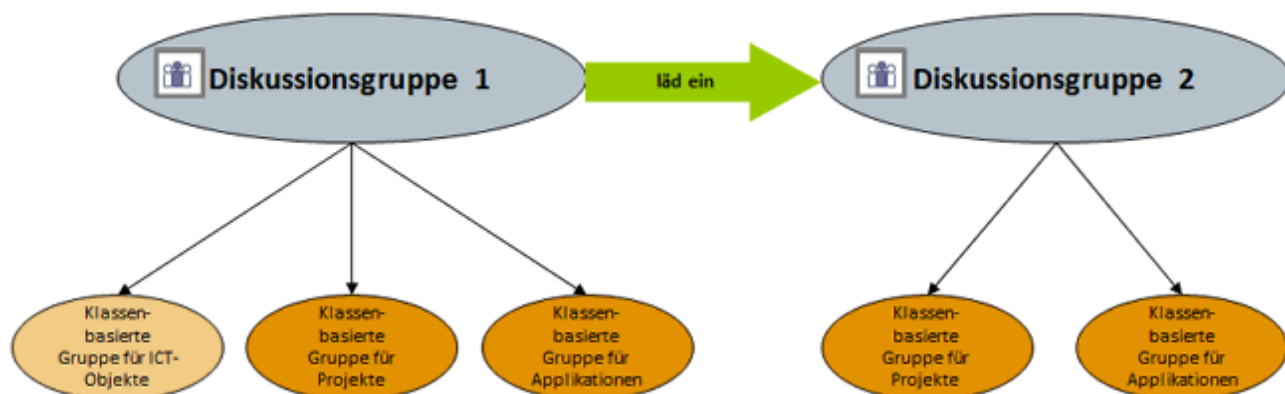 Diskussionsgruppe 1
läd ein
Diskussionsgruppe 2
Klassen-
basierte
Gruppe für ICT-
Objekte
Klassen-
basierte
Gruppe für
Projekte
Klassen-
basierte
Gruppe für
Applikationen
Klassen-
basierte
Gruppe für
Projekte
Klassen-
basierte
Gruppe für
Applikationen